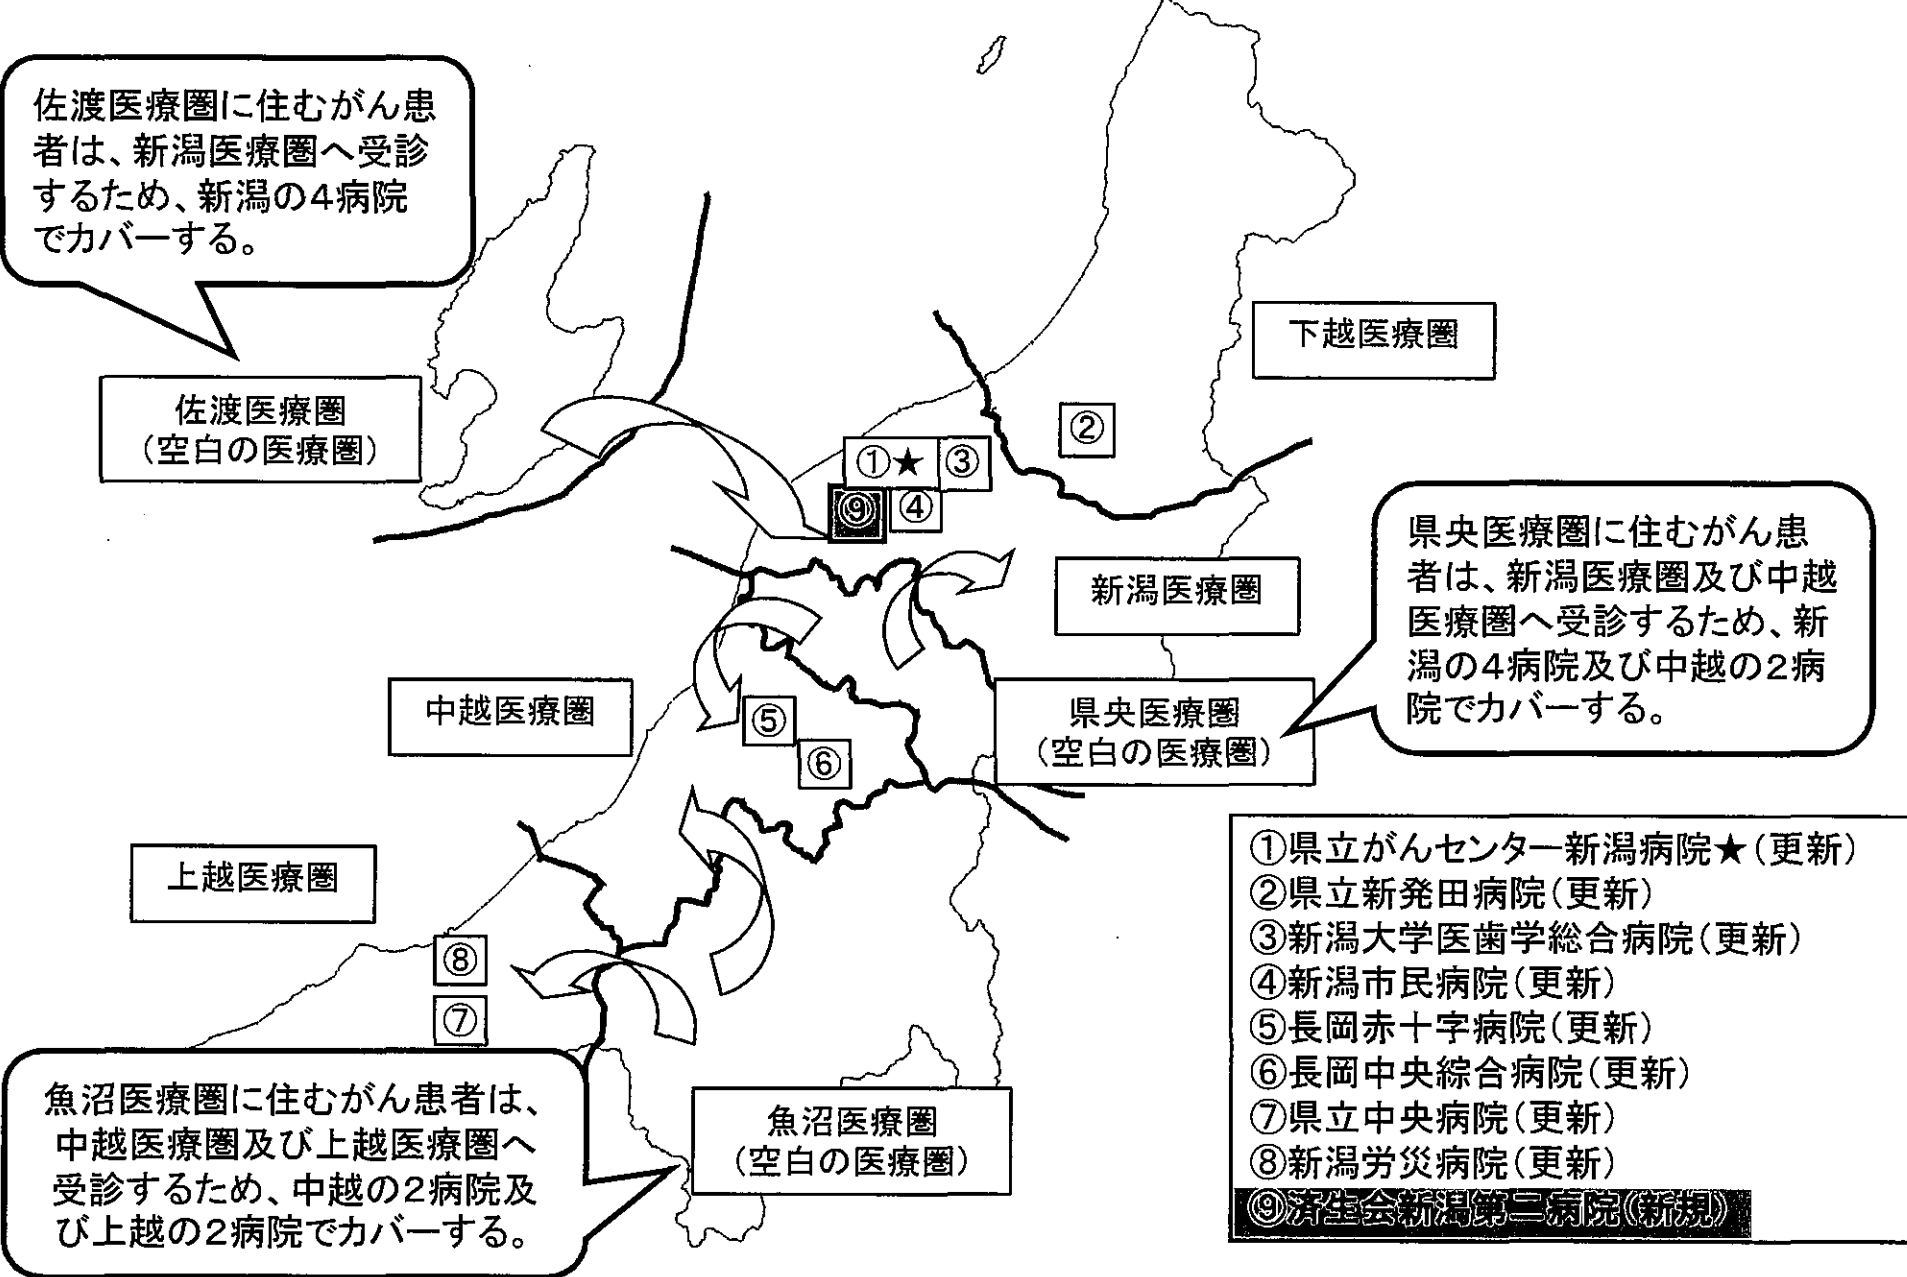 佐渡医療圏に住むがん患
者は、新潟医療圏へ受診
するため、新潟の4病院
でカバーする。
佐渡医療圏
(空白の医療圏)
下越医療圏
②
①★
③
⑨
④
新潟医療圏
県央医療圏に住むがん患
者は、新潟医療圏及び中越
医療圏へ受診するため、新
潟の4病院及び中越の2病
院でカバーする。
中越医療圏
⑤
⑥
県央医療圏
(空白の医療圏)
上越医療圏
⑧
⑦
魚沼医療圏に住むがん患者は、
中越医療圏及び上越医療圏へ
受診するため、中越の2病院及
び上越の2病院でカバーする。
魚沼医療圏
(空白の医療圏)
①県立がんセンター新潟病院★(更新)
②県立新発田病院(更新)
③新潟大学医歯学総合病院(更新)
④新潟市民病院(更新)
⑤長岡赤十字病院(更新)
⑥長岡中央綜合病院(更新)
⑦県立中央病院(更新)
⑧新潟労災病院(更新)
⑨済生会新潟第二病院(新規)